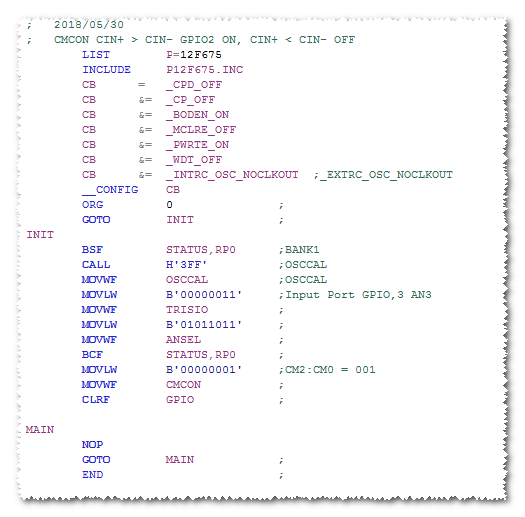 ;   2018/05/30
;   CMCON CIN+ > CIN- GPIO2 ON, CIN+ < CIN- OFF
        LIST        P=12F675
        INCLUDE     P12F675.INC
        CB      =   _CPD_OFF
        CB      &=  _CP_OFF
        CB      &=  _BODEN_ON
        CB      &=  _MCLRE_OFF
        CB      &=  _PWRTE_ON
        CB      &=  _WDT_OFF
        CB      &=  _INTRC_OSC_NOCLKOUT  ;_EXTRC_OSC_NOCLKOUT
        __CONFIG    CB
        ORG         0               ;
        GOTO        INIT            ;
INIT
        BSF         STATUS,RP0      ;BANK1
        CALL        H'3FF'          ;OSCCAL
        MOVWF       OSCCAL          ;OSCCAL
        MOVLW       B'00000011'     ;Input Port GPIO,3 AN3
        MOVWF       TRISIO          ;
        MOVLW       B'01011011'     ;
        MOVWF       ANSEL           ;
        BCF         STATUS,RP0      ;
        MOVLW       B'00000001'     ;CM2:CM0 = 001
        MOVWF       CMCON           ;
        CLRF        GPIO            ;
MAIN
        NOP
        GOTO        MAIN            ;
        END                         ;